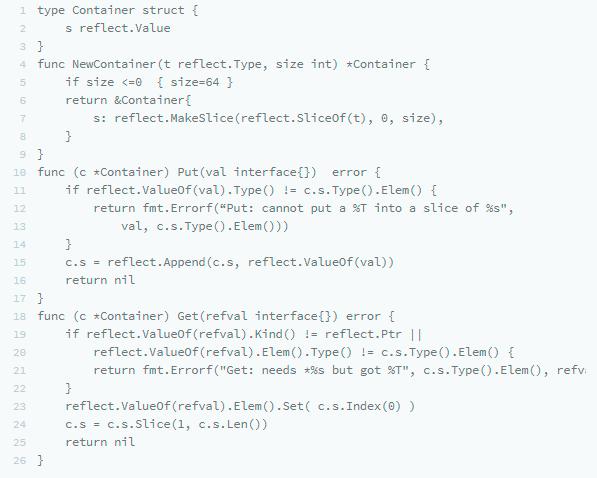 1 type Container struct {
2     s reflect.Value
3 }
4 func NewContainer(t reflect.Type, size int) *Container {
5     if size <=0  { size=64 }
6     return &Container{
7         s: reflect.MakeSlice(reflect.SliceOf(t), 0, size),
8     }
9 }
10 func (c *Container) Put(val interface{})  error {
11     if reflect.ValueOf(val).Type() != c.s.Type().Elem() {
12         return fmt.Errorf(“Put: cannot put a %T into a slice of %s",
13             val, c.s.Type().Elem()))
14     }
15     c.s = reflect.Append(c.s, reflect.ValueOf(val))
16     return nil
17 }
18 func (c *Container) Get(refval interface{}) error {
19     if reflect.ValueOf(refval).Kind() != reflect.Ptr ||
20         reflect.ValueOf(refval).Elem().Type() != c.s.Type().Elem() {
21         return fmt.Errorf("Get: needs *%s but got %T", c.s.Type().Elem(), refv
22     }
23     reflect.ValueOf(refval).Elem().Set( c.s.Index(0) )
24     c.s = c.s.Slice(1, c.s.Len())
25     return nil
26 }